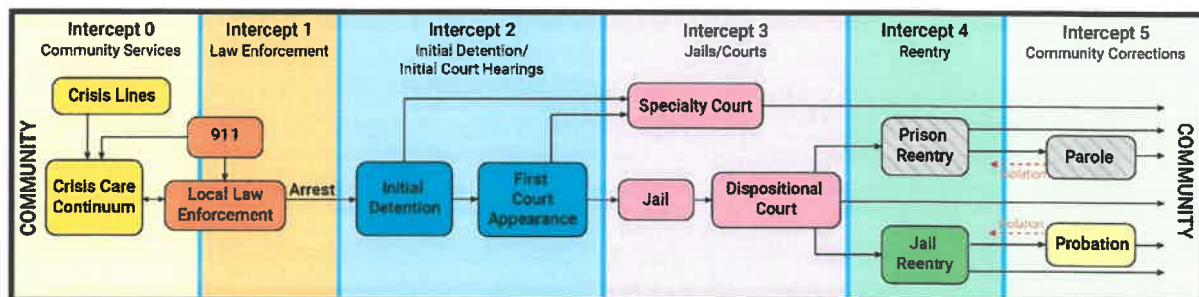 Intercept 0
Community Services
Intercept 1
Law Enforcement
Intercept 2
Initial Detention/
Initial Court Hearings
Intercept 3
Jails/Courts
Intercept 4
Reentry
Intercept 5
Community Corrections
COMMUNITY
Crisis Lines
911
Crisis Care
Continuum
Local Law
Enforcement
Arrest
Initial
Detention
First
Court
Appearance
Specialty Court
Jail
Dispositional
Court
Prison
Reentry
Violation
Parole
Jail
Reentry
Violation
Probation
COMMUNITY